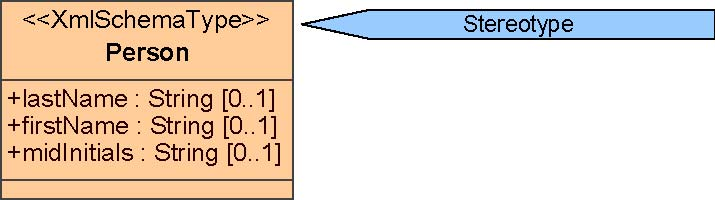 <<XmlSchemaType>>
Stereotype
Person
+lastName : String [0..1]
+firstName : String [0..1]
+midInitials : String [0..1]